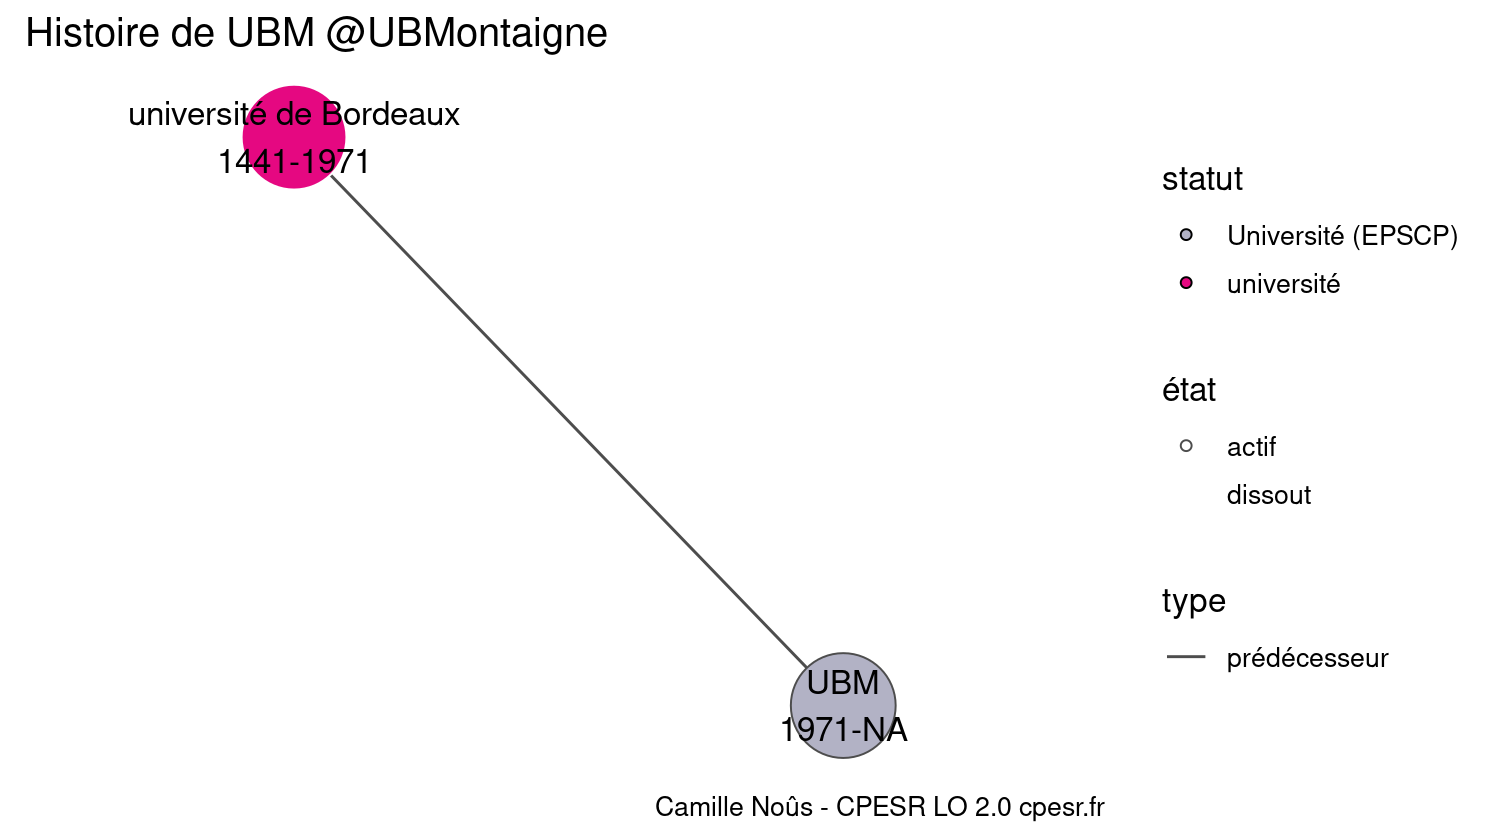 Histoire de UBM @UBMontaigne
université de Bordeaux
1441-1971
statut
Université (EPSCP)
université
état
actif
dissout
type
prédécesseur
UBM
1971-NA
Camille Noûs - CPESR LO 2.0 cpesr.fr